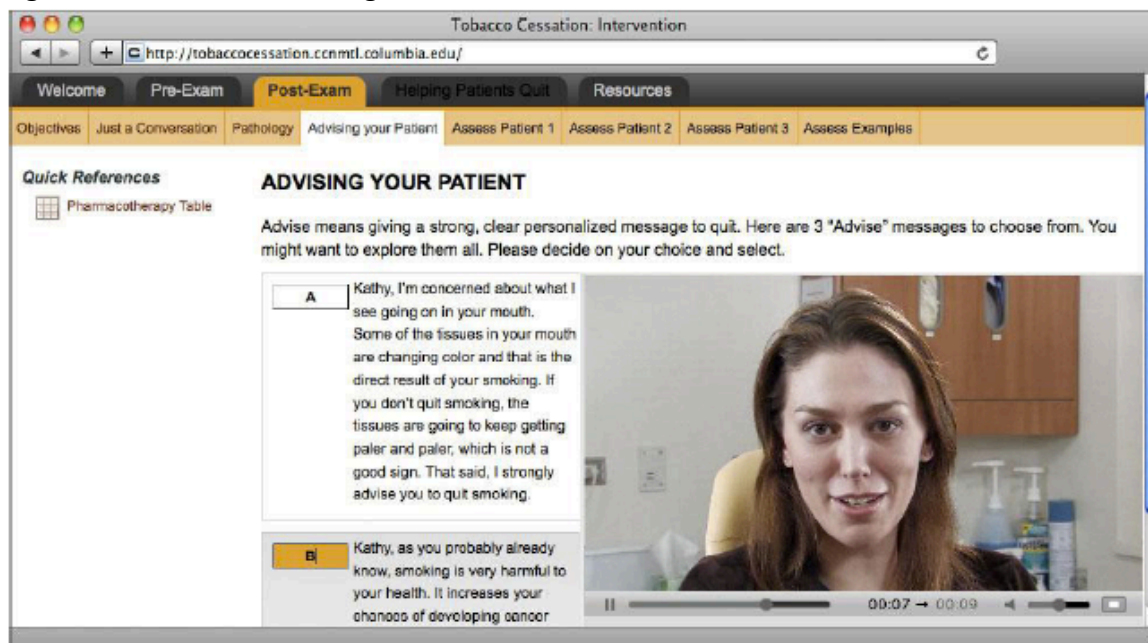 Tobacco Cessation: Intervention
http://tobaccocessation.ccnmtl.columbia.edu/
Welcome Pre-Exam Post-Exam Helping Patients Quit Resources
Objectives Just a Conversation Pathology Advising your Patient Assess Patient 1 Assess Patient 2 Assess Patient 3 Assess Examples
Quick References
Pharmacotherapy Table
ADVISING YOUR PATIENT
Advise means giving a strong, clear personalized message to quit. Here are 3 "Advise" messages to choose from. You
might want to explore them all. Please decide on your choice and select.
A
Kathy, I'm concerned about what I
see going on in your mouth.
Some of the tissues in your mouth
are changing color and that is the
direct result of your smoking. If
you don't quit smoking, the
tissues are going to keep getting
paler and paler, which is not a
good sign. That said, I strongly
advise you to quit smoking.
B
Kathy, as you probably already
know, smoking is very harmful to
your health. It increases your
chances of developing cancer
00:07 → 00:09